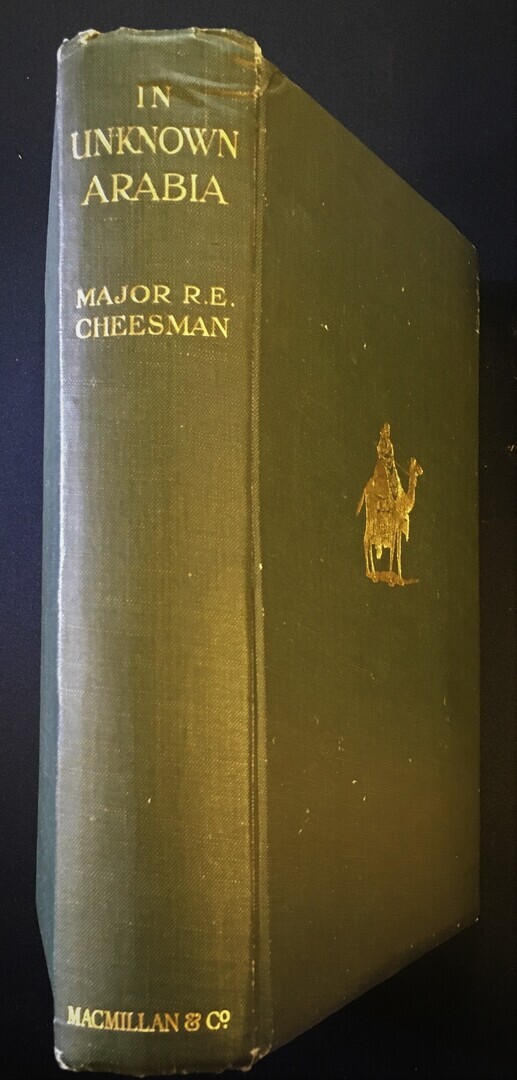 IN
UNKNOWN
ARABIA
MAJOR R.E.
CHEESMAN
MACMILLAN & Cº